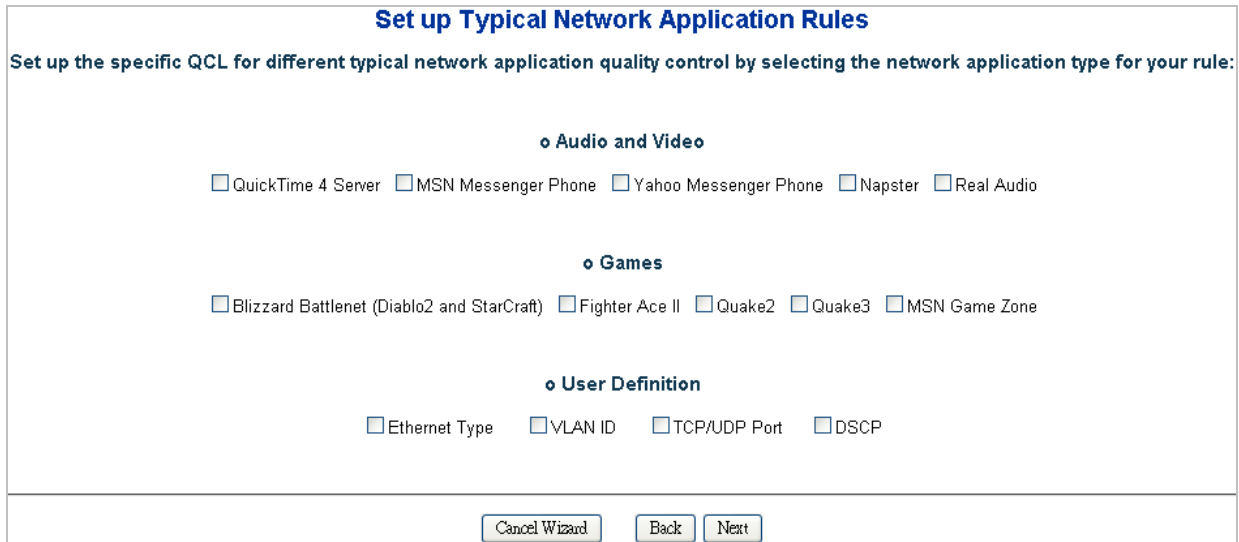 Set up Typical Network Application Rules
Set up the specific QCL for different typical network application quality control by selecting the network application type for your rule:
o Audio and Video
QuickTime 4 Server MSN Messenger Phone Yahoo Messenger Phone Napster Real Audio
o Games
Blizzard Battlenet (Diablo2 and StarCraft) Fighter Ace II Quake2 Quake3 MSN Game Zone
o User Definition
Ethernet Type VLAN ID TCP/UDP Port DSCP
Cancel Wizard Back Next